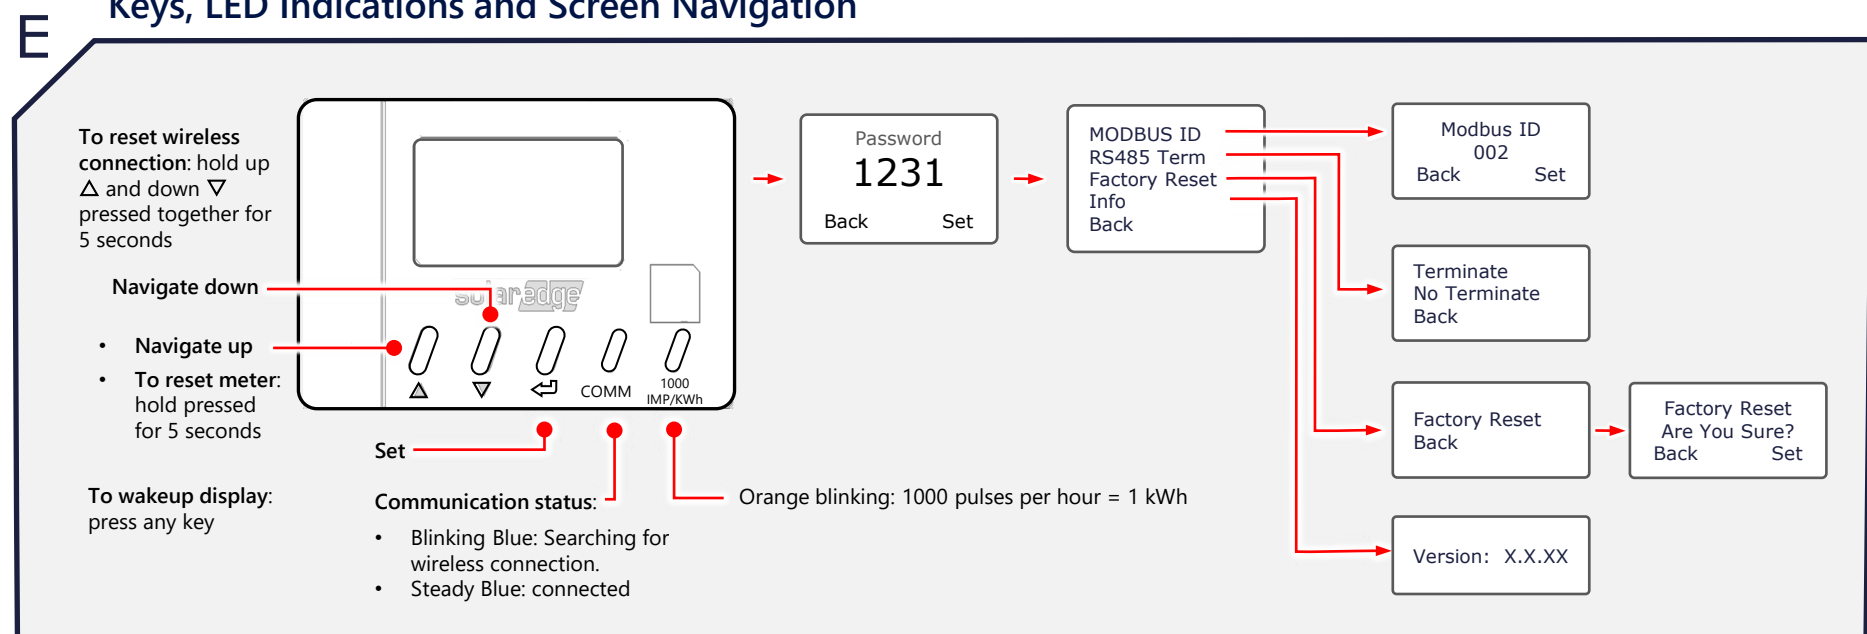 Keys, LED Indications and Screen Navigation
E
To reset wireless
connection: hold up
△ and down ▽
pressed together for
5 seconds
Navigate down
• Navigate up
• To reset meter:
hold pressed
for 5 seconds
To wakeup display:
press any key
solaredge
COMM
1000
IMP/KWh
Set
Communication status:
• Blinking Blue: Searching for
wireless connection.
• Steady Blue: connected
Orange blinking: 1000 pulses per hour = 1 kWh
Password
1231
Back Set
MODBUS ID
RS485 Term
Factory Reset
Info
Back
Modbus ID
002
Back Set
Terminate
No Terminate
Back
Factory Reset
Back
Factory Reset
Are You Sure?
Back Set
Version: X.X.XX